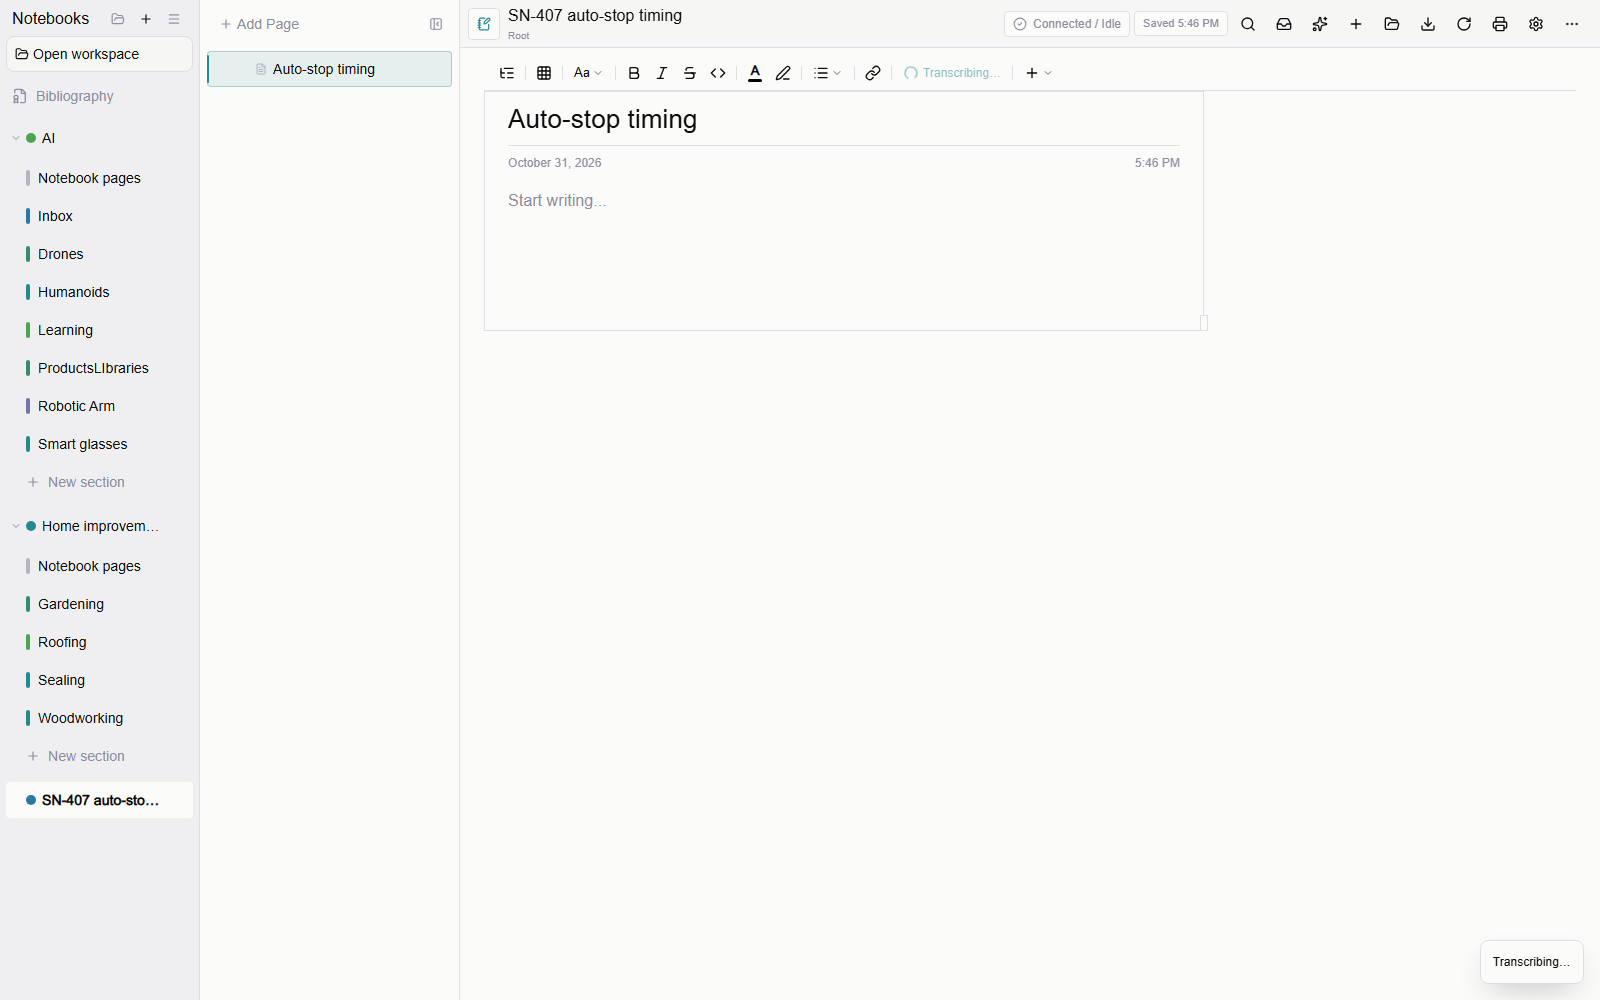 Notebooks
Open workspace
Bibliography
AI
Notebook pages
Inbox
Drones
Humanoids
Learning
ProductsLIbraries
Robotic Arm
Smart glasses
New section
Home improvem…
Notebook pages
Gardening
Roofing
Sealing
Woodworking
New section
SN-407 auto-sto…
Add Page
Auto-stop timing
SN-407 auto-stop timing
Root
Connected / Idle
Saved 5:46 PM
Aa
B
I
S
A
Transcribing...
Auto-stop timing
October 31, 2026
5:46 PM
Start writing...
Transcribing...